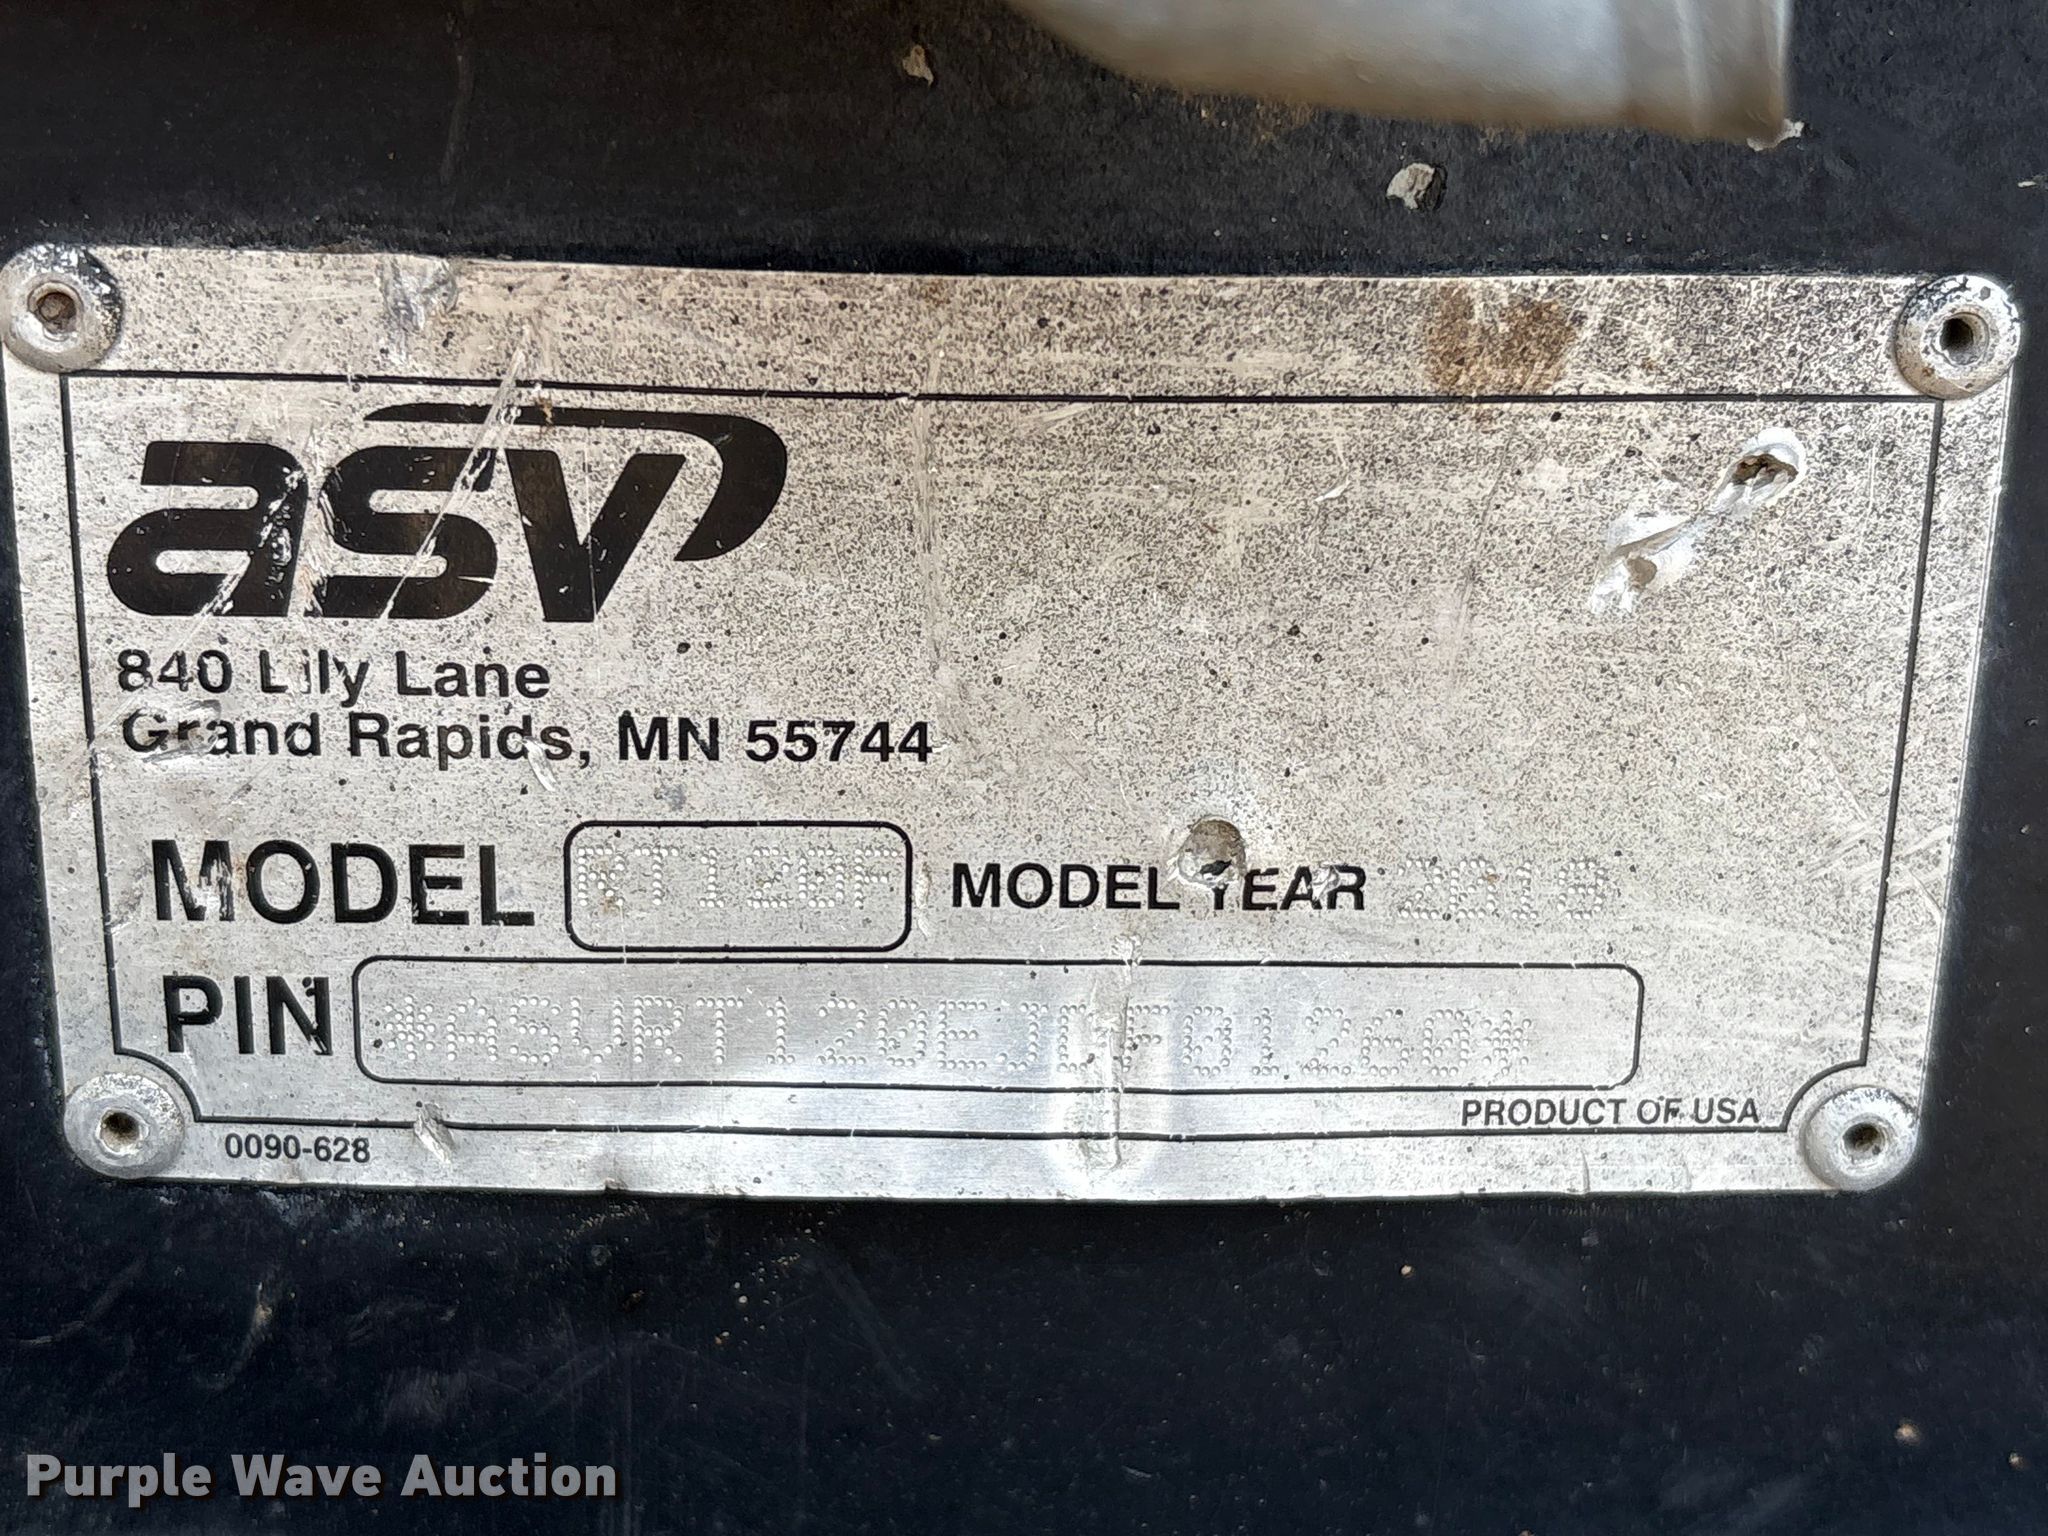 asv
840 Lily Lane
Grand Rapids, MN 55744
MODEL RT120F MODEL YEAR 2018
PIN *ASVRT120EJDF01260*
PRODUCT OF USA
0090-628
Purple Wave Auction